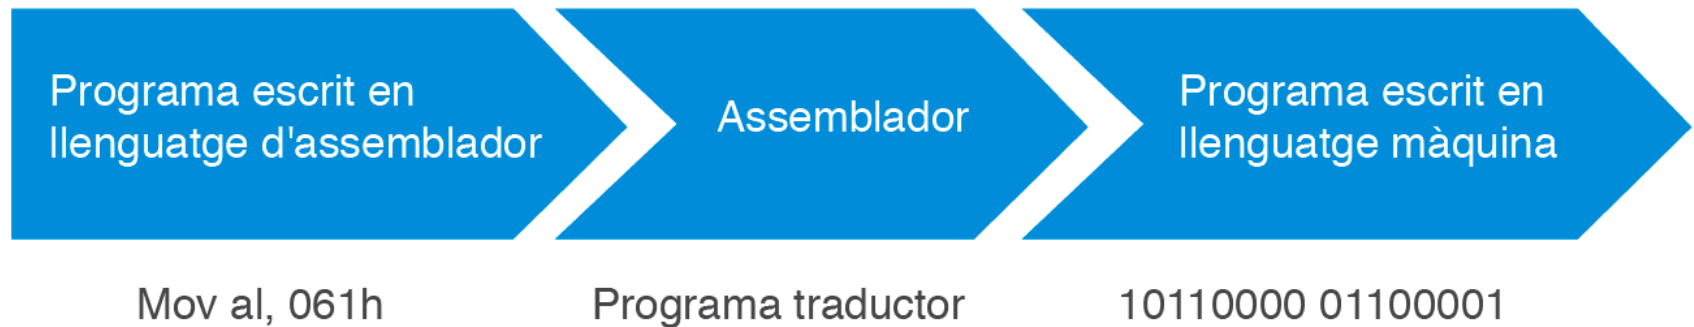 Programa escrit en
llenguatge d'assemblador
Assemblador
Programa escrit en
llenguatge màquina
Mov al, 061h
Programa traductor
10110000 01100001